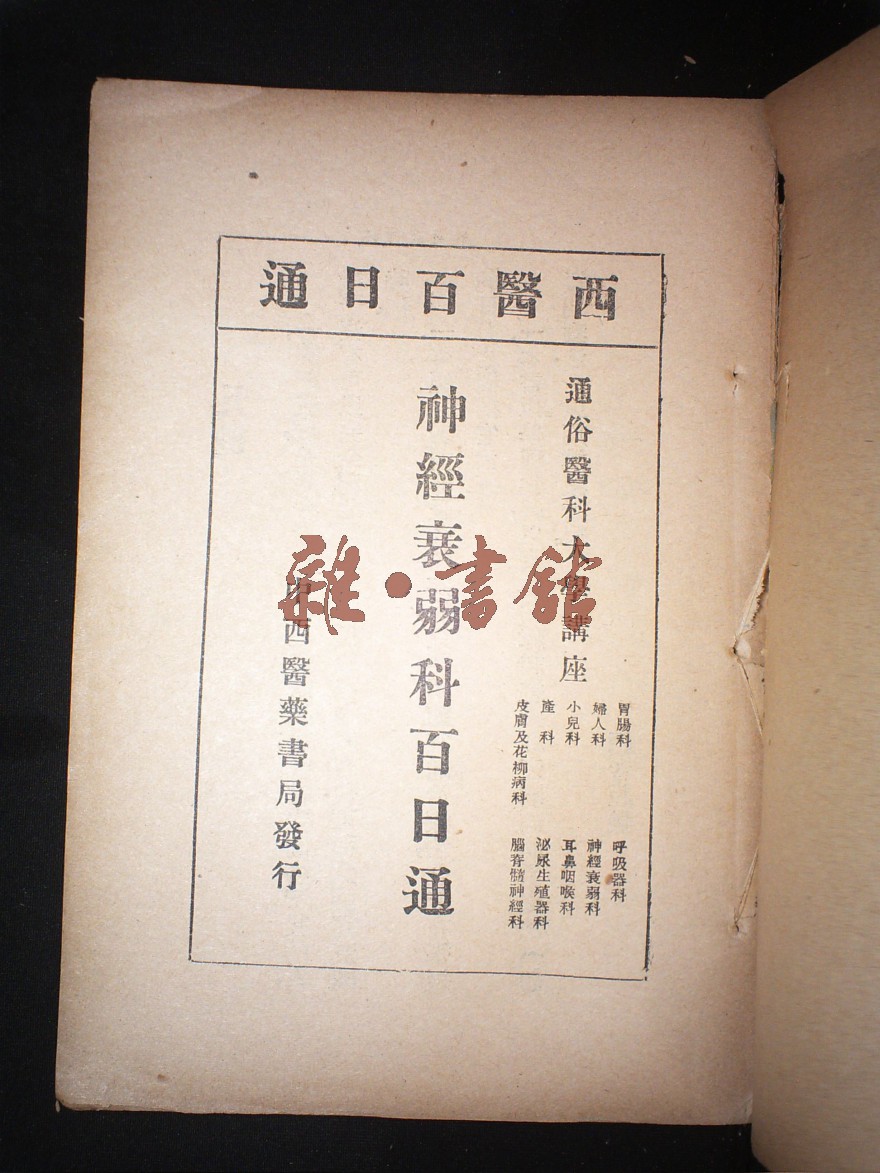 西醫百日通
通俗醫科大學講座
胃腸科
婦人科
小兒科
產科
皮膚及花柳病科
呼吸器科
神經衰弱科
耳鼻咽喉科
泌尿生殖器科
腦脊髓神經科
神經衰弱科百日通
中西醫藥書局發行
雜·書館